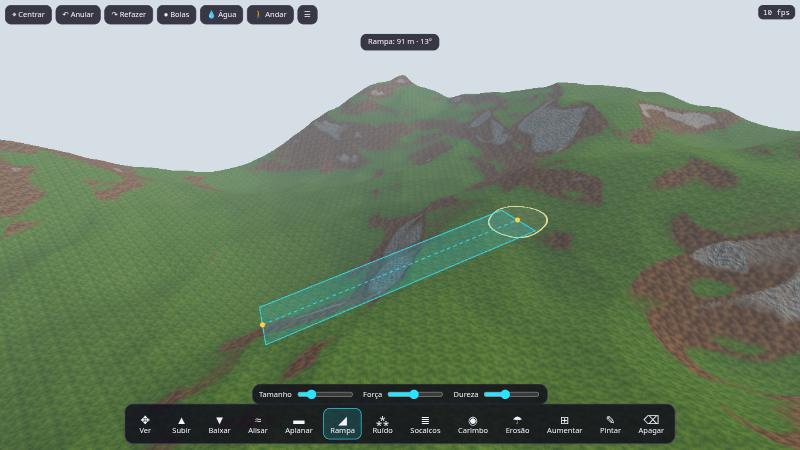 Centrar
Anular
Refazer
Bolas
Água
Andar
10 fps
Rampa: 91 m · 13°
Tamanho
Força
Dureza
Ver
Subir
Baixar
Alisar
Aplanar
Rampa
Ruído
Socalcos
Carimbo
Erosão
Aumentar
Pintar
Apagar